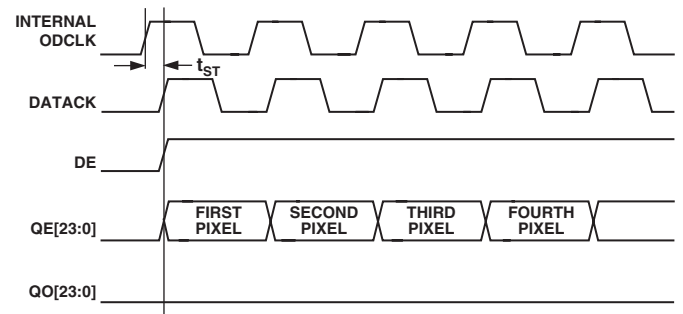 INTERNAL
ODCLK
tST
DATACK
DE
QE[23:0]
FIRST
PIXEL
SECOND
PIXEL
THIRD
PIXEL
FOURTH
PIXEL
QO[23:0]